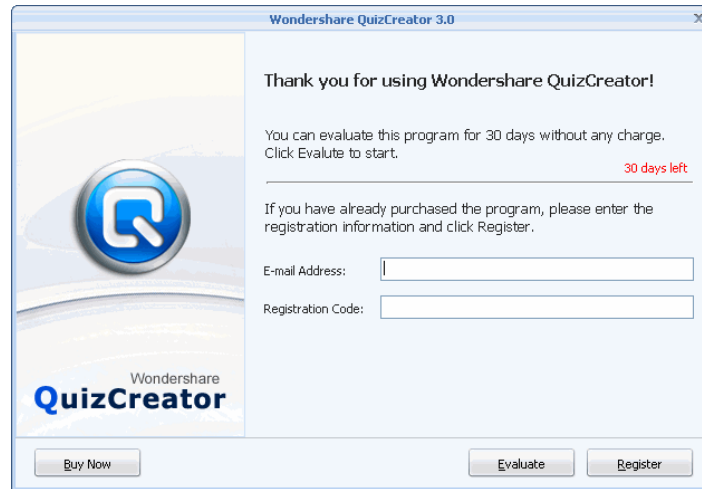 Wondershare QuizCreator 3.0
Thank you for using Wondershare QuizCreator!
You can evaluate this program for 30 days without any charge.
Click Evalute to start.
30 days left
If you have already purchased the program, please enter the
registration information and click Register.
E-mail Address:
Registration Code:
Wondershare
QuizCreator
Buy Now
Evaluate
Register